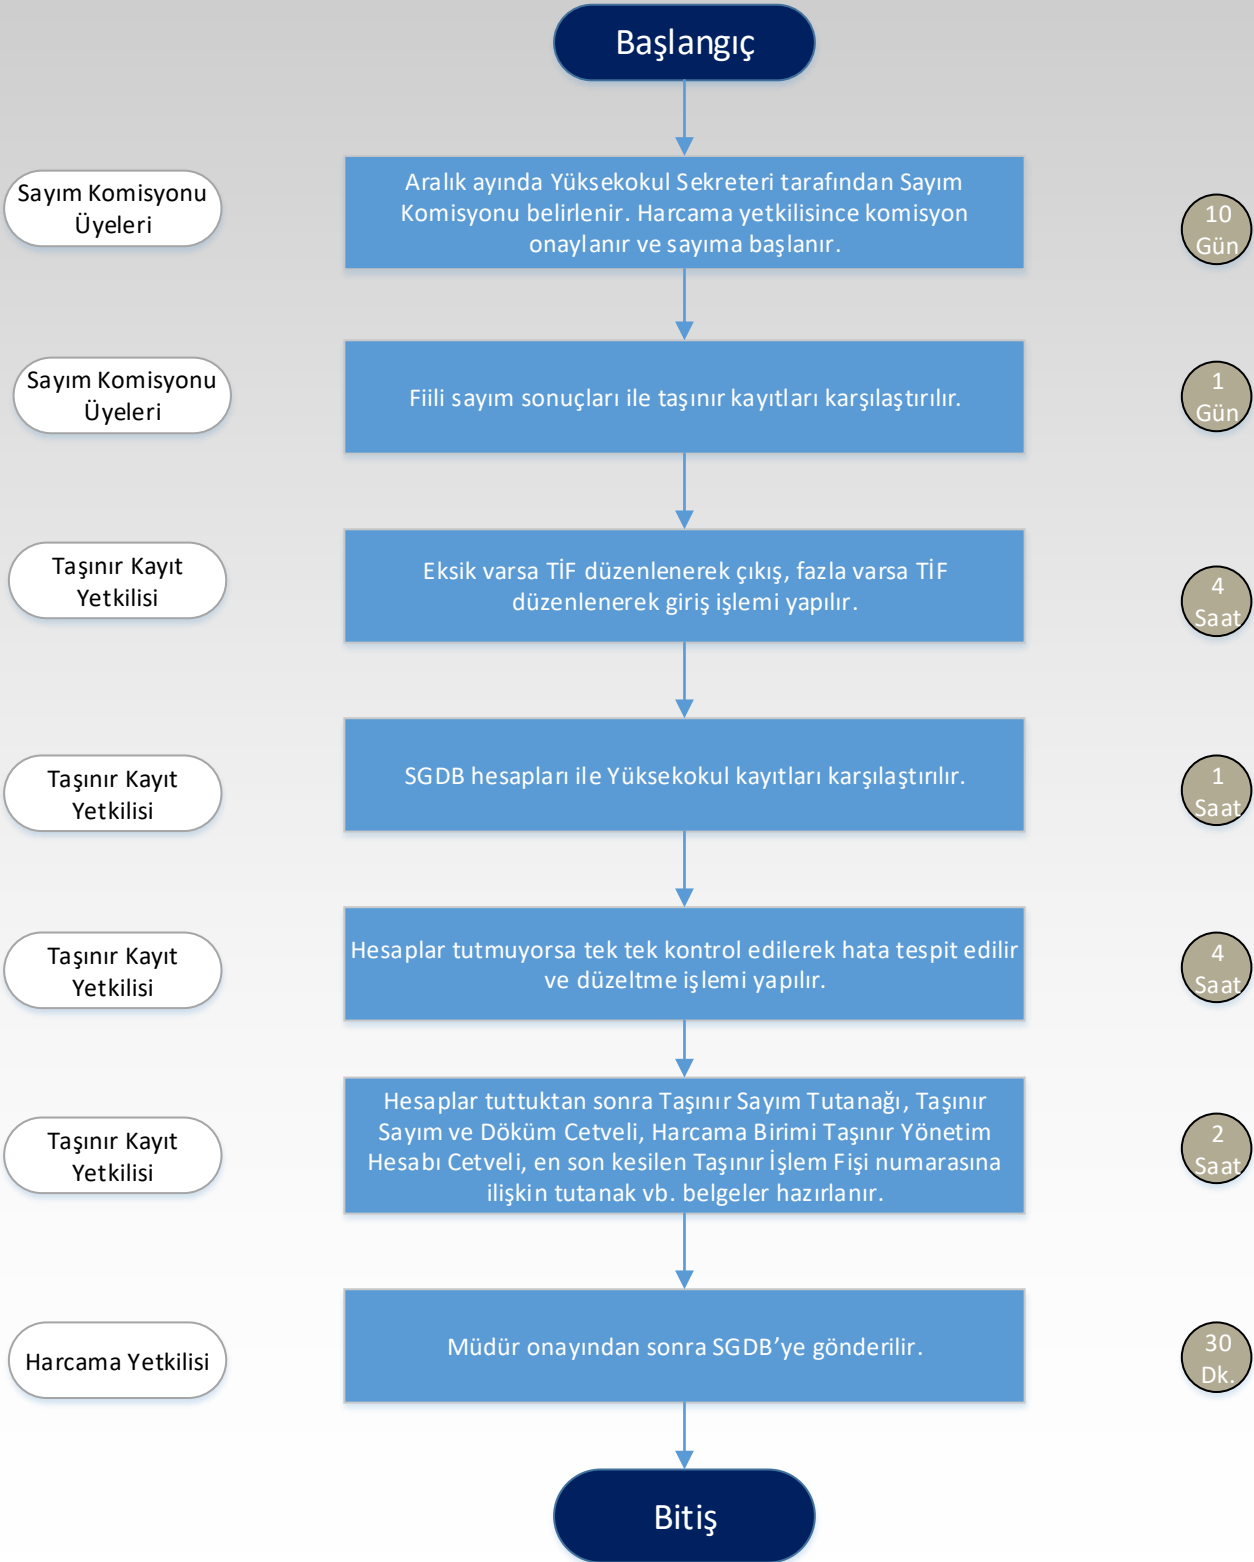 Başlangıç
Sayım Komisyonu
Üyeleri
Aralık ayında Yüksekokul Sekreteri tarafından Sayım
Komisyonu belirlenir. Harcama yetkilisince komisyon
onaylanır ve sayıma başlanır.
10
Gün
Sayım Komisyonu
Üyeleri
Fiili sayım sonuçları ile taşınır kayıtları karşılaştırılır.
1
Gün
Taşınır Kayıt
Yetkilisi
Eksik varsa TİF düzenlenerek çıkış, fazla varsa TİF
düzenlenerek giriş işlemi yapılır.
4
Saat
Taşınır Kayıt
Yetkilisi
SGDB hesapları ile Yüksekokul kayıtları karşılaştırılır.
1
Saat
Taşınır Kayıt
Yetkilisi
Hesaplar tutmuyorsa tek tek kontrol edilerek hata tespit edilir
ve düzeltme işlemi yapılır.
4
Saat
Taşınır Kayıt
Yetkilisi
Hesaplar tuttuktan sonra Taşınır Sayım Tutanağı, Taşınır
Sayım ve Döküm Cetveli, Harcama Birimi Taşınır Yönetim
Hesabı Cetveli, en son kesilen Taşınır İşlem Fişi numarasına
ilişkin tutanak vb. belgeler hazırlanır.
2
Saat
Harcama Yetkilisi
Müdür onayından sonra SGDB’ye gönderilir.
30
Dk.
Bitiş